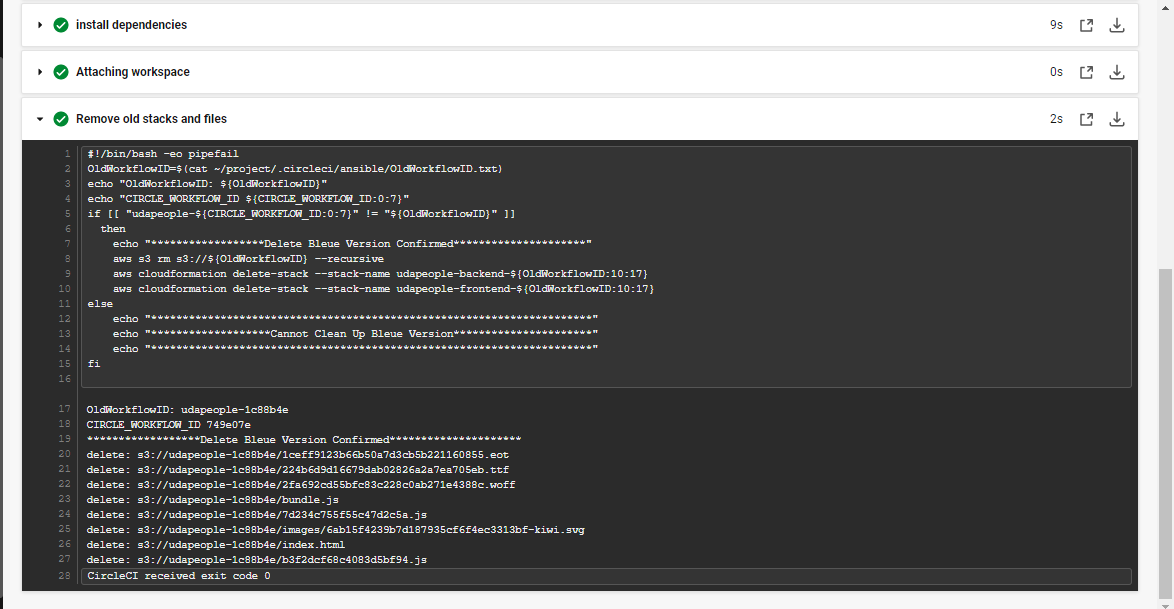 install dependencies 9s
Attaching workspace 0s
Remove old stacks and files 2s
1 #!/bin/bash -eo pipefail
2 OldWorkflowID=$(cat ~/project/.circleci/ansible/OldWorkflowID.txt)
3 echo "OldWorkflowID: ${OldWorkflowID}"
4 echo "CIRCLE_WORKFLOW_ID ${CIRCLE_WORKFLOW_ID:0:7}"
5 if [[ "udapeople-${CIRCLE_WORKFLOW_ID:0:7}" != "${OldWorkflowID}" ]]
6   then
7     echo "******************Delete Bleue Version Confirmed*********************"
8     aws s3 rm s3://${OldWorkflowID} --recursive
9     aws cloudformation delete-stack --stack-name udapeople-backend-${OldWorkflowID:10:17}
10     aws cloudformation delete-stack --stack-name udapeople-frontend-${OldWorkflowID:10:17}
11 else
12     echo "**********************************************************************"
13     echo "*******************Cannot Clean Up Bleue Version**********************"
14     echo "**********************************************************************"
15 fi
16
17 OldWorkflowID: udapeople-1c88b4e
18 CIRCLE_WORKFLOW_ID 749e07e
19 ******************Delete Bleue Version Confirmed*********************
20 delete: s3://udapeople-1c88b4e/1ceff9123b66b50a7d3cb5b221160855.eot
21 delete: s3://udapeople-1c88b4e/224b6d9d16679dab02826a2a7ea705eb.ttf
22 delete: s3://udapeople-1c88b4e/2fa692cd55bfc83c228c0ab271e4388c.woff
23 delete: s3://udapeople-1c88b4e/bundle.js
24 delete: s3://udapeople-1c88b4e/7d234c755f55c47d2c5a.js
25 delete: s3://udapeople-1c88b4e/images/6ab15f4239b7d187935cf6f4ec3313bf-kiwi.svg
26 delete: s3://udapeople-1c88b4e/index.html
27 delete: s3://udapeople-1c88b4e/b3f2dcf68c4083d5bf94.js
28 CircleCI received exit code 0